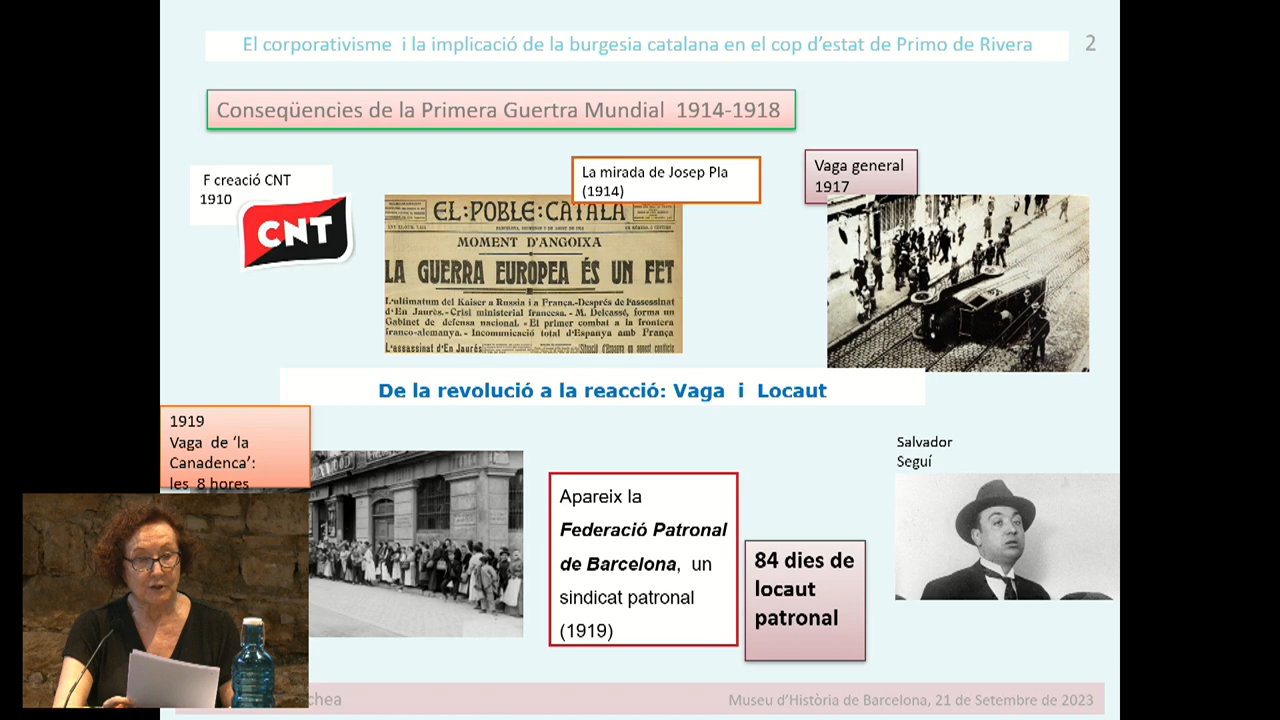 El corporativisme i la implicació de la burgesia catalana en el cop d'estat de Primo de Rivera
2
Conseqüencies de la Primera Guertra Mundial 1914-1918
F creació CNT
1910
CNT
La mirada de Josep Pla
(1914)
EL·POBLE·CATALÀ
MOMENT D'ANGOIXA
LA GUERRA EUROPEA ÉS UN FET
L'ultimatum del Kaiser a Russia i a França.-Després de l'assessinat
d'En Jaurès.-Crisi ministerial francesa.- M. Delcassé, forma un
Gabinet de defensa nacional. - El primer combat a la frontera
franco-alemanya. - Incomunicació total d'Espanya amb França
L'assassinat d'En Jaurès
Vaga general
1917
De la revolució a la reacció: Vaga i Locaut
1919
Vaga de 'la
Canadenca':
les 8 hores
Apareix la
Federació Patronal
de Barcelona, un
sindicat patronal
(1919)
84 dies de
locaut
patronal
Salvador
Seguí
chea
Museu d'Història de Barcelona, 21 de Setembre de 2023